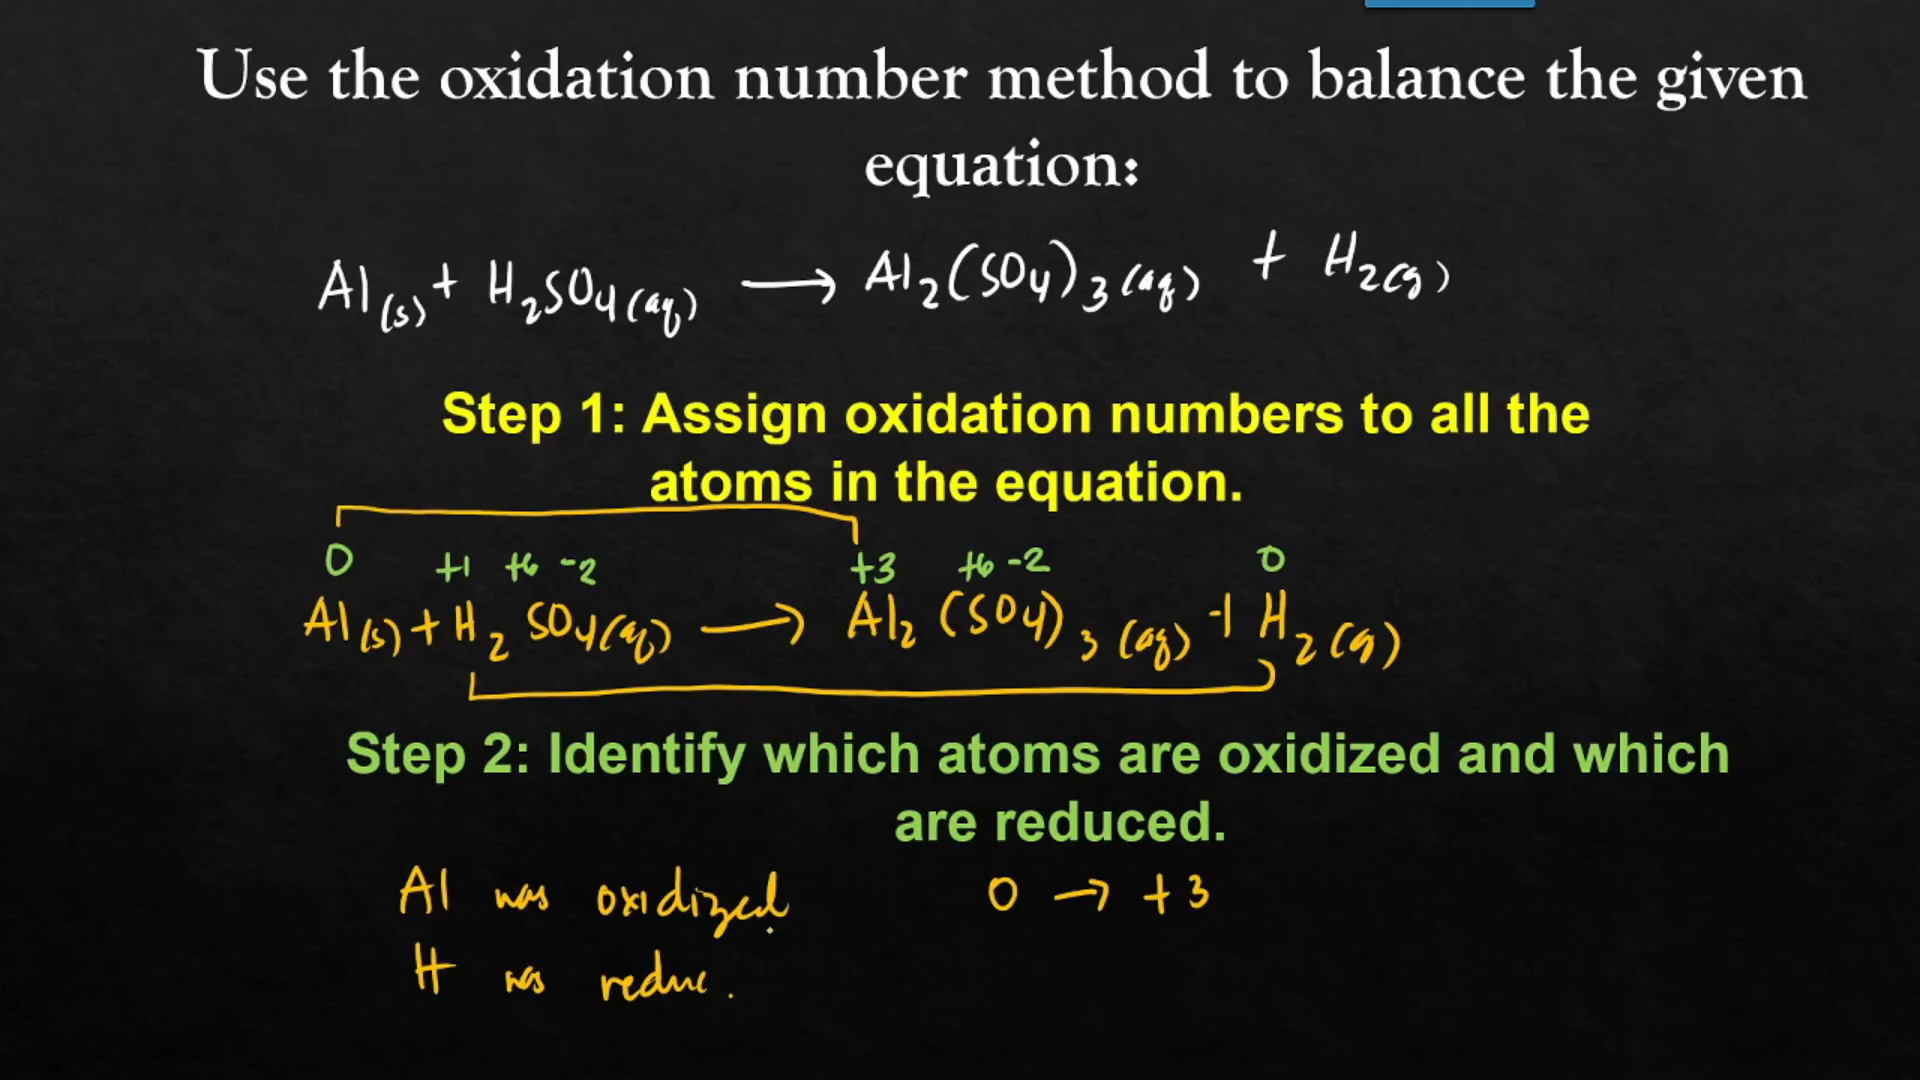 Use the oxidation number method to balance the given
equation:
Al(s) + H2SO4(aq) → Al2(SO4)3(aq) + H2(g)
Step 1: Assign oxidation numbers to all the
atoms in the equation.
0 +1 +6 -2 +3 +6 -2 0
Al(s) + H2 SO4(aq) → Al2 (SO4)3(aq) + H2(g)
Step 2: Identify which atoms are oxidized and which
are reduced.
Al was oxidized 0 → +3
H was reduc.